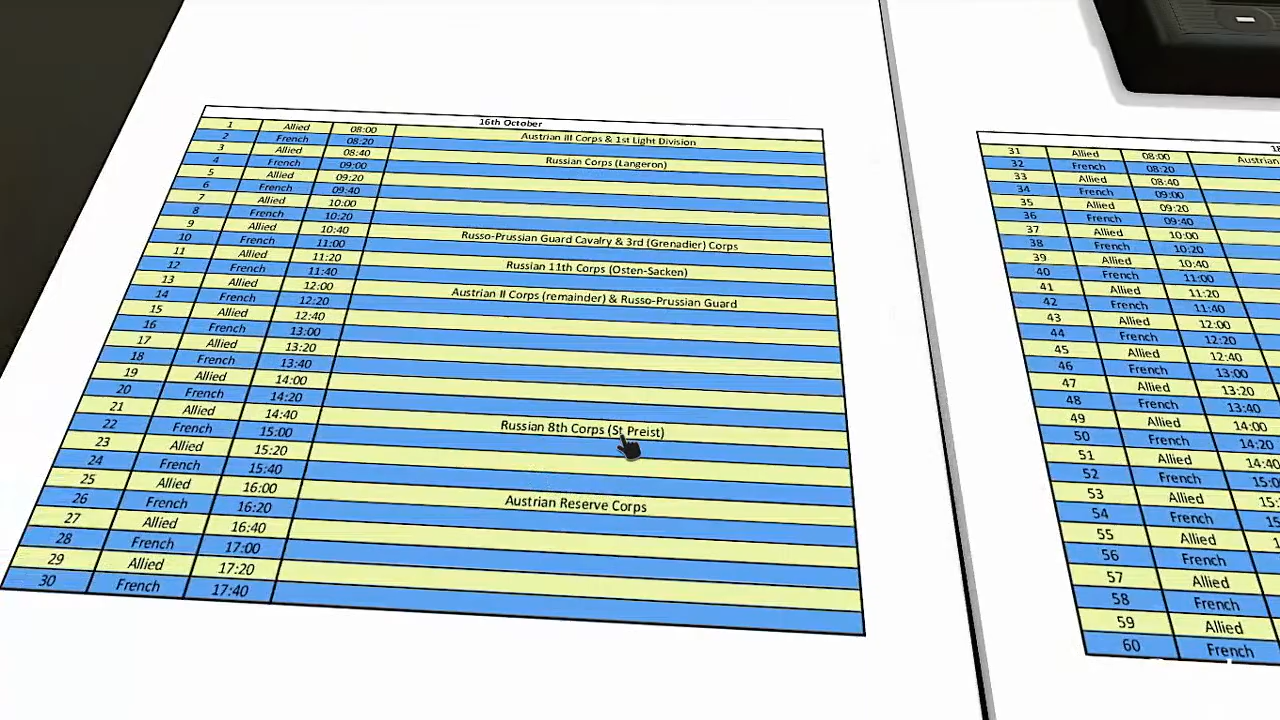 16th October
1 Allied 08:00 Austrian III Corps & 1st Light Division
2 French 08:20
3 Allied 08:40 Russian Corps (Langeron)
4 French 09:00
5 Allied 09:20
6 French 09:40
7 Allied 10:00
8 French 10:20
9 Allied 10:40 Russo-Prussian Guard Cavalry & 3rd (Grenadier) Corps
10 French 11:00
11 Allied 11:20 Russian 11th Corps (Osten-Sacken)
12 French 11:40
13 Allied 12:00 Austrian II Corps (remainder) & Russo-Prussian Guard
14 French 12:20
15 Allied 12:40
16 French 13:00
17 Allied 13:20
18 French 13:40
19 Allied 14:00
20 French 14:20
21 Allied 14:40 Russian 8th Corps (St Preist)
22 French 15:00
23 Allied 15:20
24 French 15:40
25 Allied 16:00 Austrian Reserve Corps
26 French 16:20
27 Allied 16:40
28 French 17:00
29 Allied 17:20
30 French 17:40
18
31 Allied 08:00 Austrian
32 French 08:20
33 Allied 08:40
34 French 09:00
35 Allied 09:20
36 French 09:40
37 Allied 10:00
38 French 10:20
39 Allied 10:40
40 French 11:00
41 Allied 11:20
42 French 11:40
43 Allied 12:00
44 French 12:20
45 Allied 12:40
46 French 13:00
47 Allied 13:20
48 French 13:40
49 Allied 14:00
50 French 14:20
51 Allied 14:40
52 French 15:0
53 Allied 15:
54 French 15
55 Allied 1
56 French
57 Allied
58 French
59 Allied
60 French